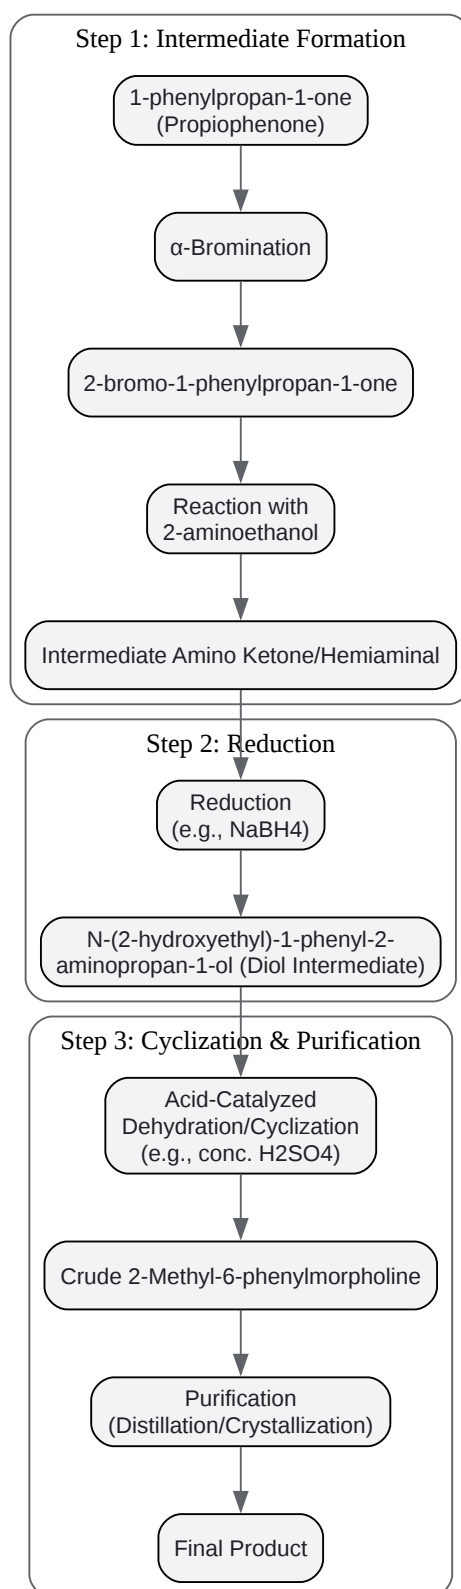 Step 1: Intermediate Formation
1-phenylpropan-1-one
(Propiophenone)
α-Bromination
2-bromo-1-phenylpropan-1-one
Reaction with
2-aminoethanol
Intermediate Amino Ketone/Hemiaminal
Step 2: Reduction
Reduction
(e.g., NaBH4)
N-(2-hydroxyethyl)-1-phenyl-2-
aminopropan-1-ol (Diol Intermediate)
Step 3: Cyclization & Purification
Acid-Catalyzed
Dehydration/Cyclization
(e.g., conc. H2SO4)
Crude 2-Methyl-6-phenylmorpholine
Purification
(Distillation/Crystallization)
Final Product